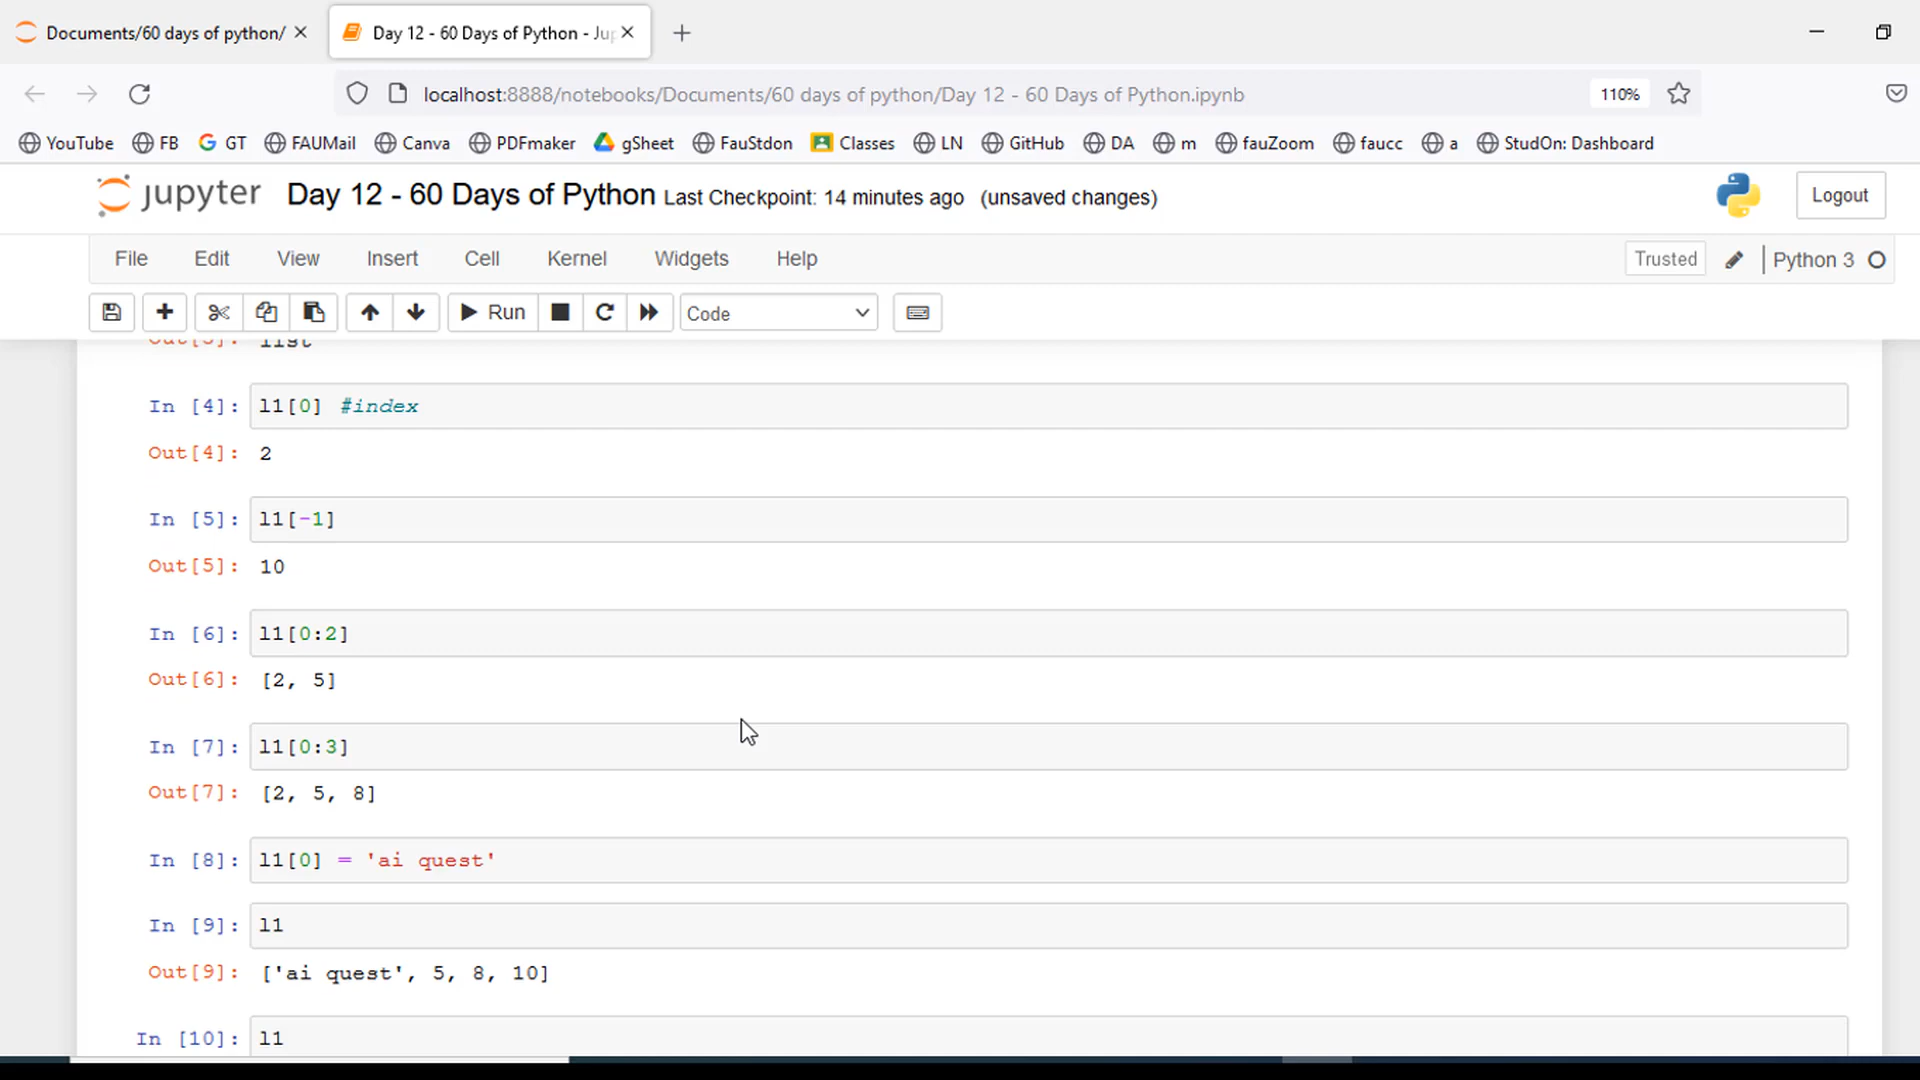 Documents/60 days of python/
Day 12 - 60 Days of Python - Jup
localhost:8888/notebooks/Documents/60 days of python/Day 12 - 60 Days of Python.ipynb
110%
YouTube FB GT FAUMail Canva PDFmaker gSheet FauStdon Classes LN GitHub DA m fauZoom faucc a StudOn: Dashboard
jupyter Day 12 - 60 Days of Python Last Checkpoint: 14 minutes ago (unsaved changes)
Logout
File Edit View Insert Cell Kernel Widgets Help
Trusted
Python 3
Run
Code
Out[3]: list
In [4]: l1[0] #index
Out[4]: 2
In [5]: l1[-1]
Out[5]: 10
In [6]: l1[0:2]
Out[6]: [2, 5]
In [7]: l1[0:3]
Out[7]: [2, 5, 8]
In [8]: l1[0] = 'ai quest'
In [9]: l1
Out[9]: ['ai quest', 5, 8, 10]
In [10]: l1